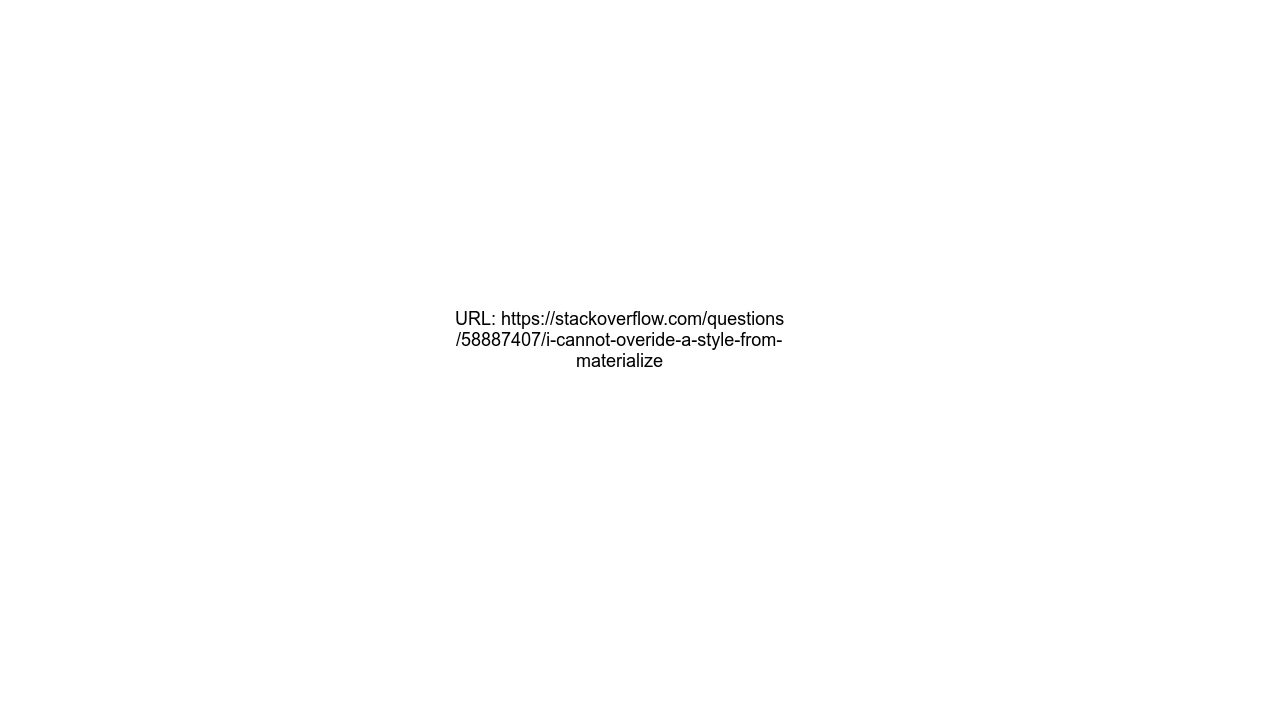 URL: https://stackoverflow.com/questions
/58887407/i-cannot-overide-a-style-from-
materialize